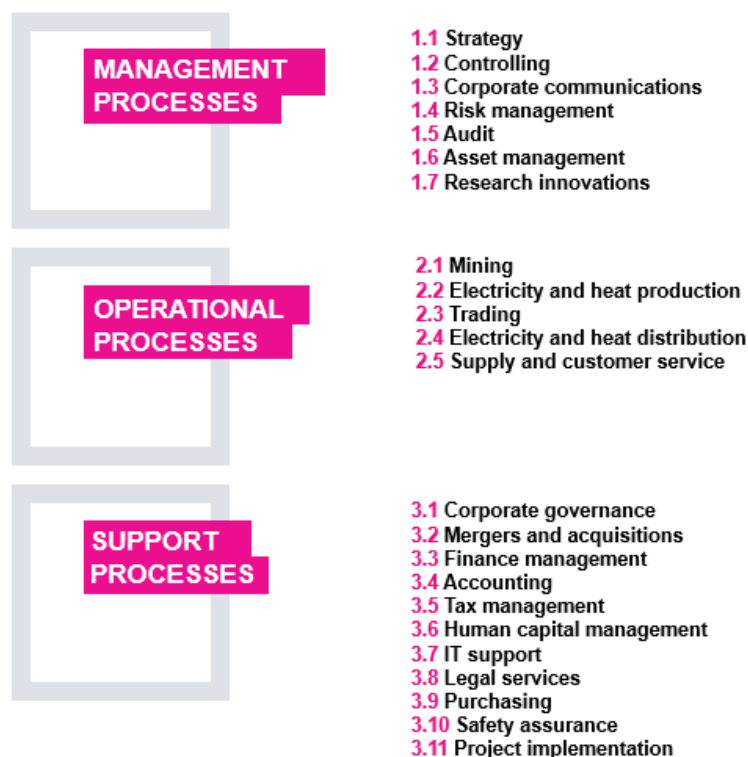 MANAGEMENT
PROCESSES
1.1 Strategy
1.2 Controlling
1.3 Corporate communications
1.4 Risk management
1.5 Audit
1.6 Asset management
1.7 Research innovations
OPERATIONAL
PROCESSES
2.1 Mining
2.2 Electricity and heat production
2.3 Trading
2.4 Electricity and heat distribution
2.5 Supply and customer service
SUPPORT
PROCESSES
3.1 Corporate governance
3.2 Mergers and acquisitions
3.3 Finance management
3.4 Accounting
3.5 Tax management
3.6 Human capital management
3.7 IT support
3.8 Legal services
3.9 Purchasing
3.10 Safety assurance
3.11 Project implementation